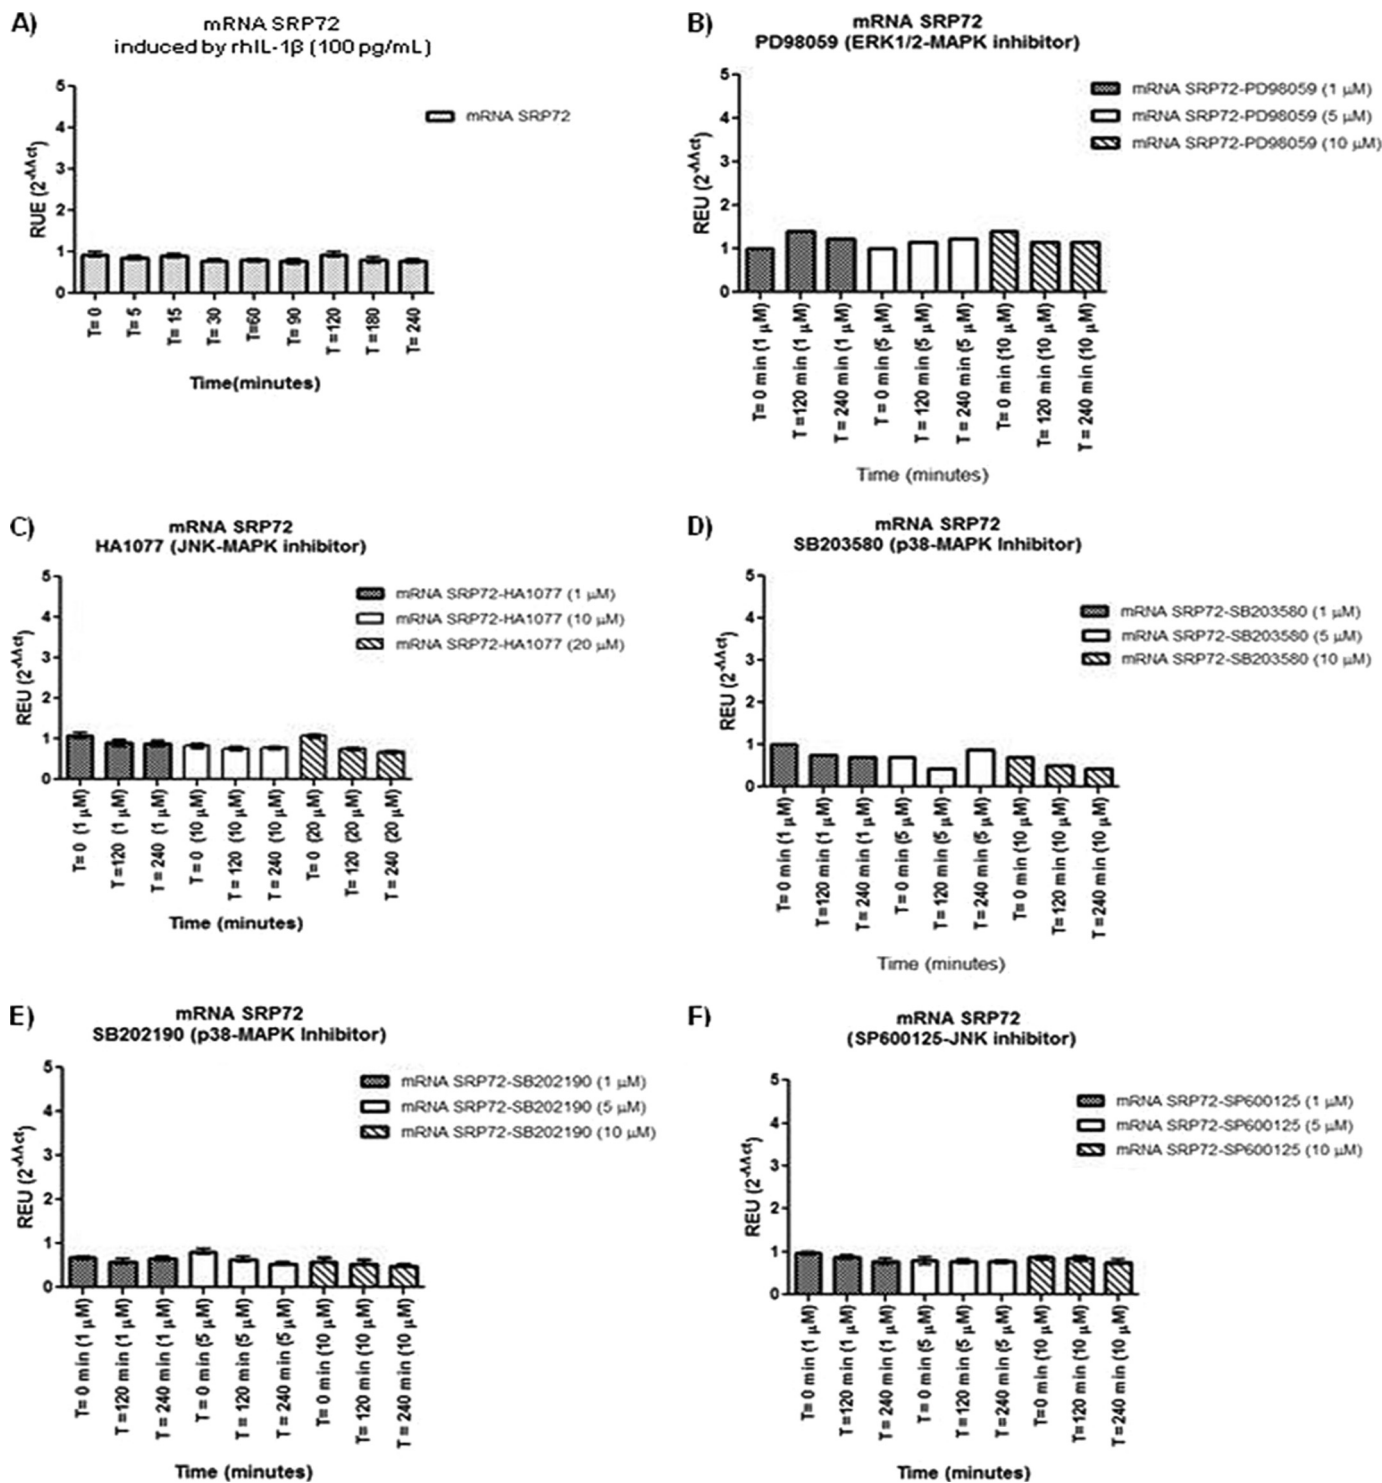 A)
mRNA SRP72
induced by rhIL-1β (100 pg/mL)
5
4
3
2
1
0
RUE (2^-ΔΔct)
mRNA SRP72
T= 0
T= 5
T= 15
T= 30
T=60
T= 90
T=120
T=180
T= 240
Time(minutes)
B)
mRNA SRP72
PD98059 (ERK1/2-MAPK inhibitor)
5
4
3
2
1
0
REU (2^-ΔΔct)
mRNA SRP72-PD98059 (1 µM)
mRNA SRP72-PD98059 (5 µM)
mRNA SRP72-PD98059 (10 µM)
T= 0 min (1 µM)
T=120 min (1 µM)
T= 240 min (1 µM)
T= 0 min (5 µM)
T= 120 min (5 µM)
T= 240 min (5 µM)
T= 0 min (10 µM)
T= 120 min (10 µM)
T= 240 min (10 µM)
Time (minutes)
C)
mRNA SRP72
HA1077 (JNK-MAPK inhibitor)
5
4
3
2
1
0
REU (2^-ΔΔct)
mRNA SRP72-HA1077 (1 µM)
mRNA SRP72-HA1077 (10 µM)
mRNA SRP72-HA1077 (20 µM)
T= 0 (1 µM)
T=120 (1 µM)
T= 240 (1 µM)
T= 0 (10 µM)
T= 120 (10 µM)
T= 240 (10 µM)
T= 0 (20 µM)
T= 120 (20 µM)
T= 240 (20 µM)
Time (minutes)
D)
mRNA SRP72
SB203580 (p38-MAPK Inhibitor)
5
4
3
2
1
0
REU (2^-ΔΔct)
mRNA SRP72-SB203580 (1 µM)
mRNA SRP72-SB203580 (5 µM)
mRNA SRP72-SB203580 (10 µM)
T= 0 min (1 µM)
T=120 min (1 µM)
T= 240 min (1 µM)
T= 0 min (5 µM)
T= 120 min (5 µM)
T= 240 min (5 µM)
T= 0 min (10 µM)
T= 120 min (10 µM)
T= 240 min (10 µM)
Time (minutes)
E)
mRNA SRP72
SB202190 (p38-MAPK Inhibitor)
5
4
3
2
1
0
REU (2^-ΔΔct)
mRNA SRP72-SB202190 (1 µM)
mRNA SRP72-SB202190 (5 µM)
mRNA SRP72-SB202190 (10 µM)
T= 0 min (1 µM)
T=120 min (1 µM)
T= 240 min (1 µM)
T= 0 min (5 µM)
T= 120 min (5 µM)
T= 240 min (5 µM)
T= 0 min (10 µM)
T= 120 min (10 µM)
T= 240 min (10 µM)
Time (minutes)
F)
mRNA SRP72
(SP600125-JNK inhibitor)
5
4
3
2
1
0
REU (2^-ΔΔct)
mRNA SRP72-SP600125 (1 µM)
mRNA SRP72-SP600125 (5 µM)
mRNA SRP72-SP600125 (10 µM)
T= 0 min (1 µM)
T=120 min (1 µM)
T= 240 min (1 µM)
T= 0 min (5 µM)
T= 120 min (5 µM)
T= 240 min (5 µM)
T=0 min (10 µM)
T=120 min (10 µM)
T=240 min (10 µM)
Time (minutes)